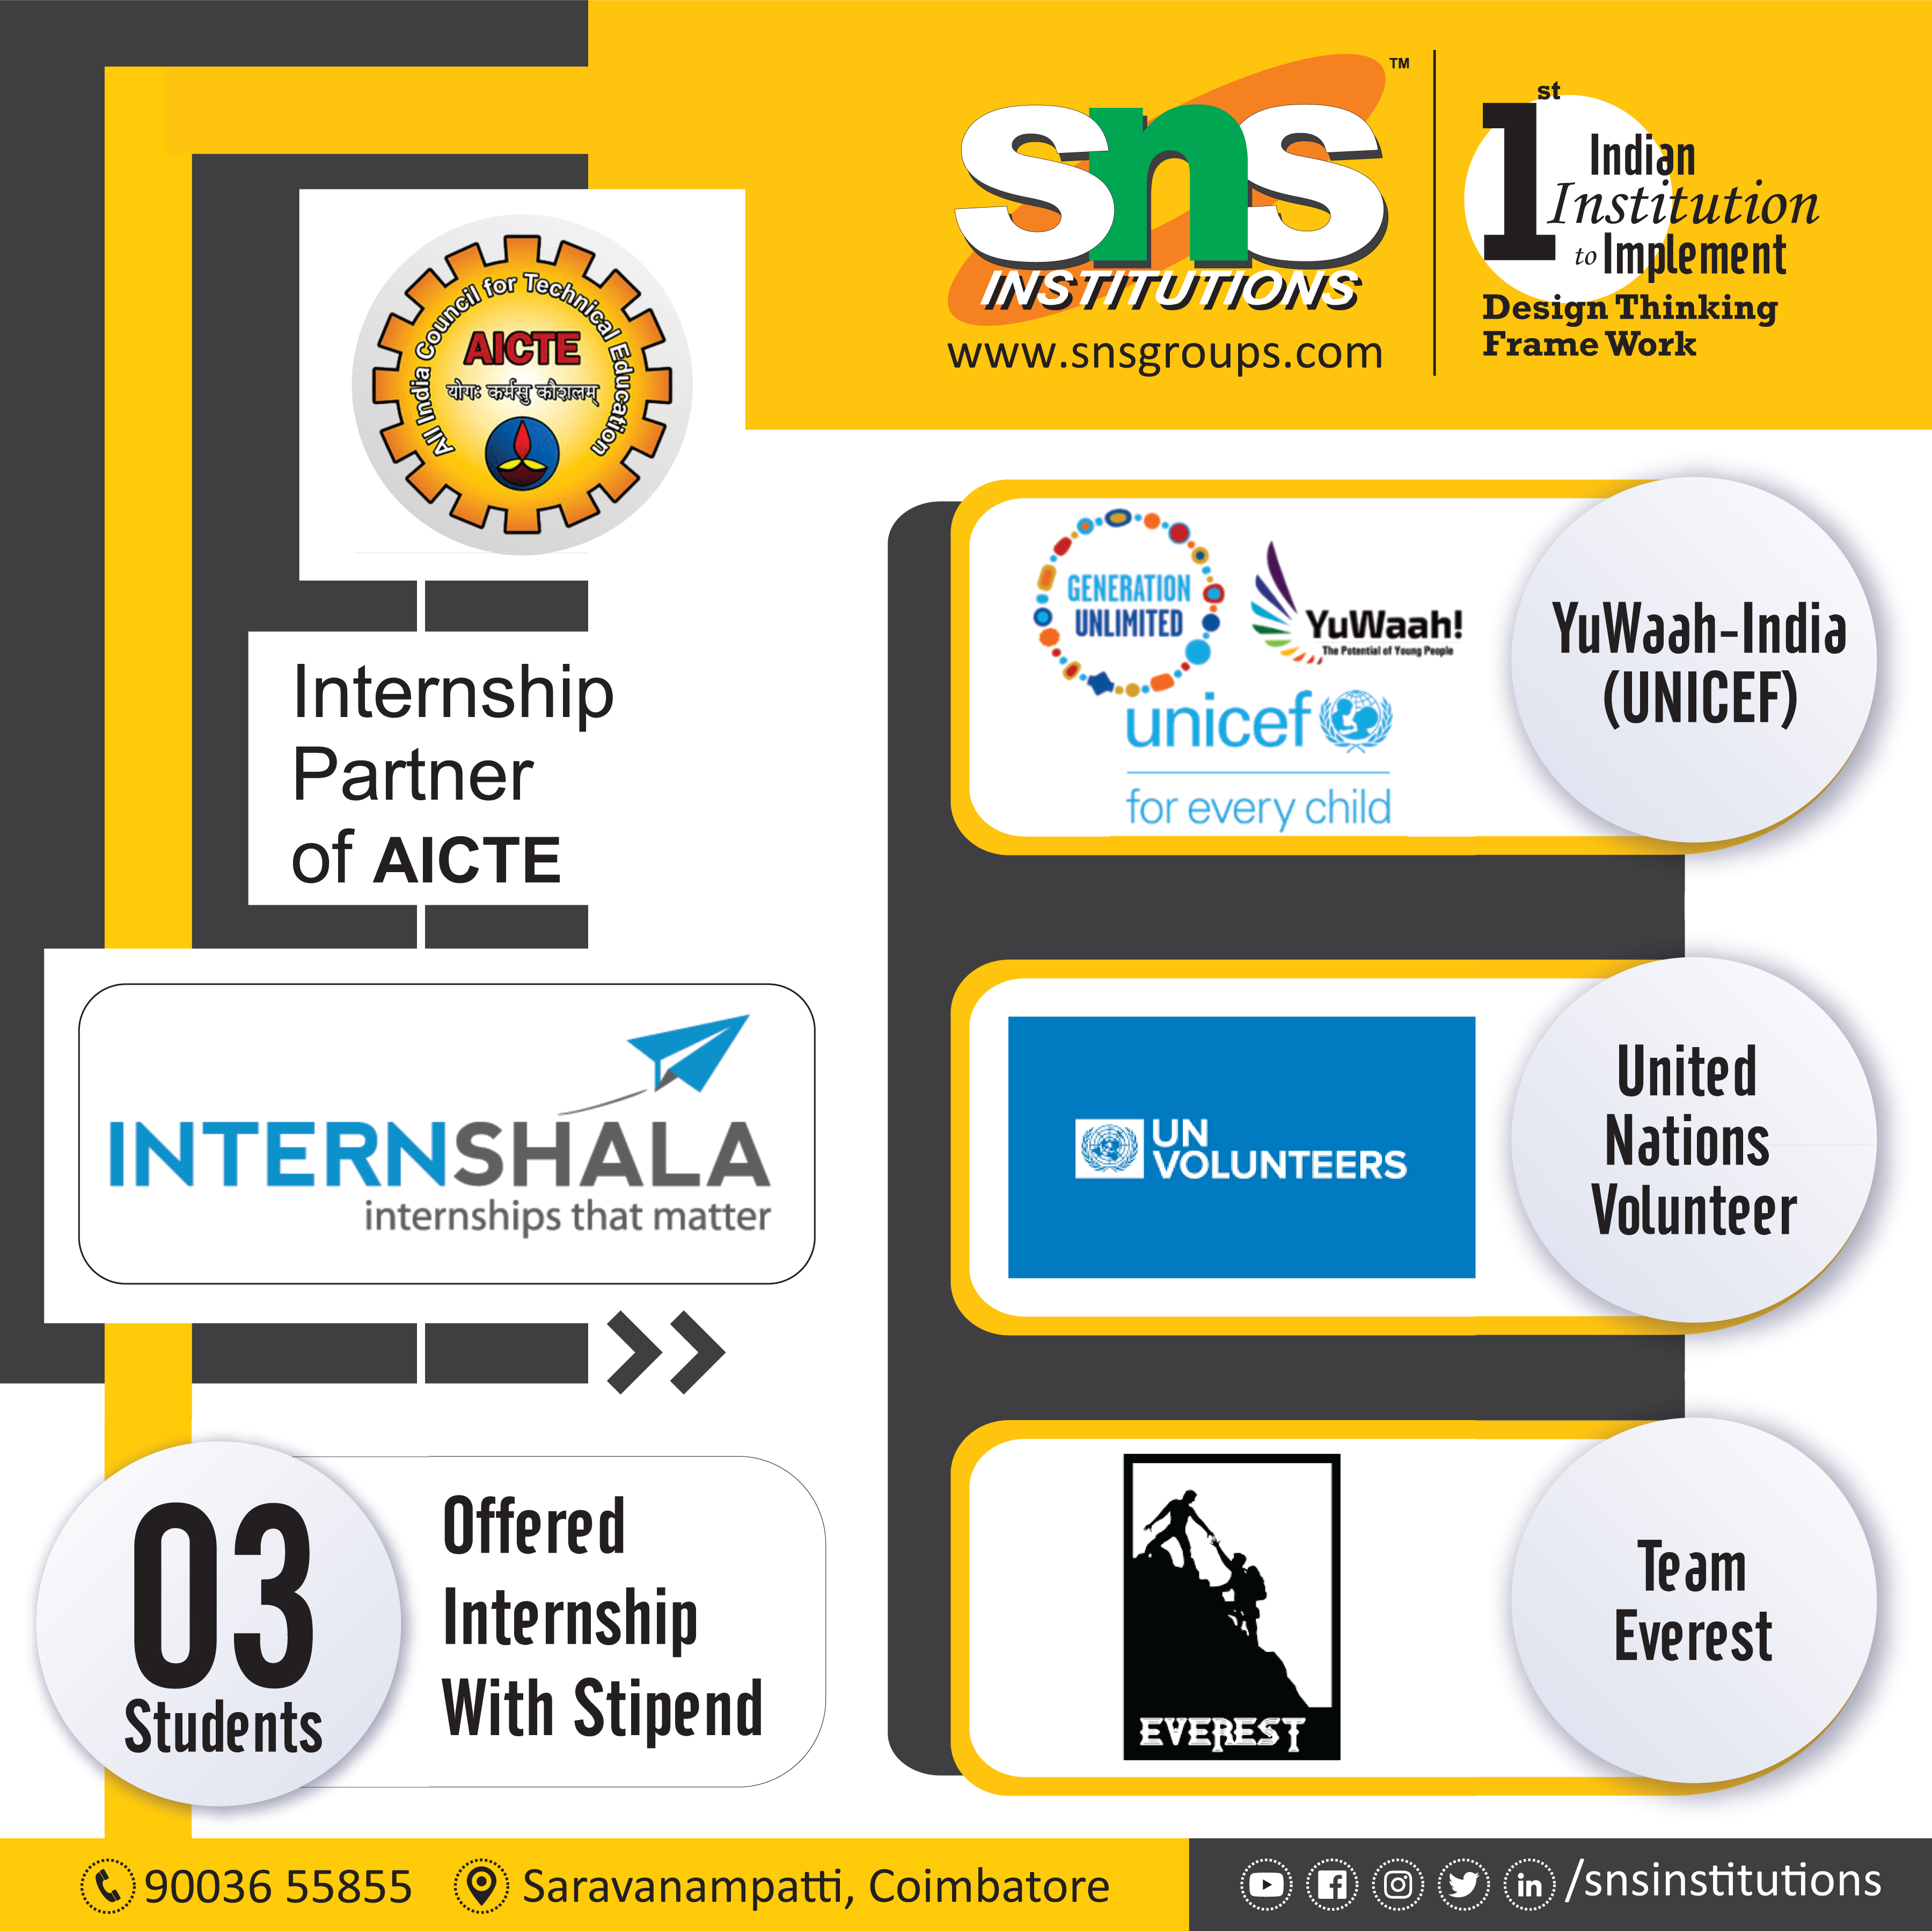 sns
TM
INSTITUTIONS
www.snsgroups.com
1st
Indian
Institution
to Implement
Design Thinking
Frame Work
All India Council for Technical Education
AICTE
योगः कर्मसु कौशलम्
Internship
Partner
of AICTE
INTERNSHALA
internships that matter
03
Students
Offered
Internship
With Stipend
GENERATION
UNLIMITED
YuWaah!
The Potential of Young People
unicef
for every child
YuWaah-India
(UNICEF)
UN
VOLUNTEERS
United
Nations
Volunteer
EVEREST
Team
Everest
90036 55855
Saravanampatti, Coimbatore
/snsinstitutions